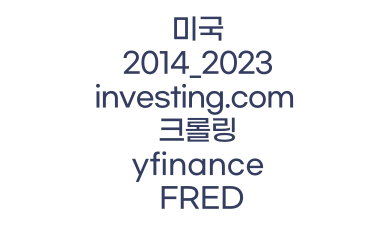 미국
2014_2023
investing.com
크롤링
yfinance
FRED